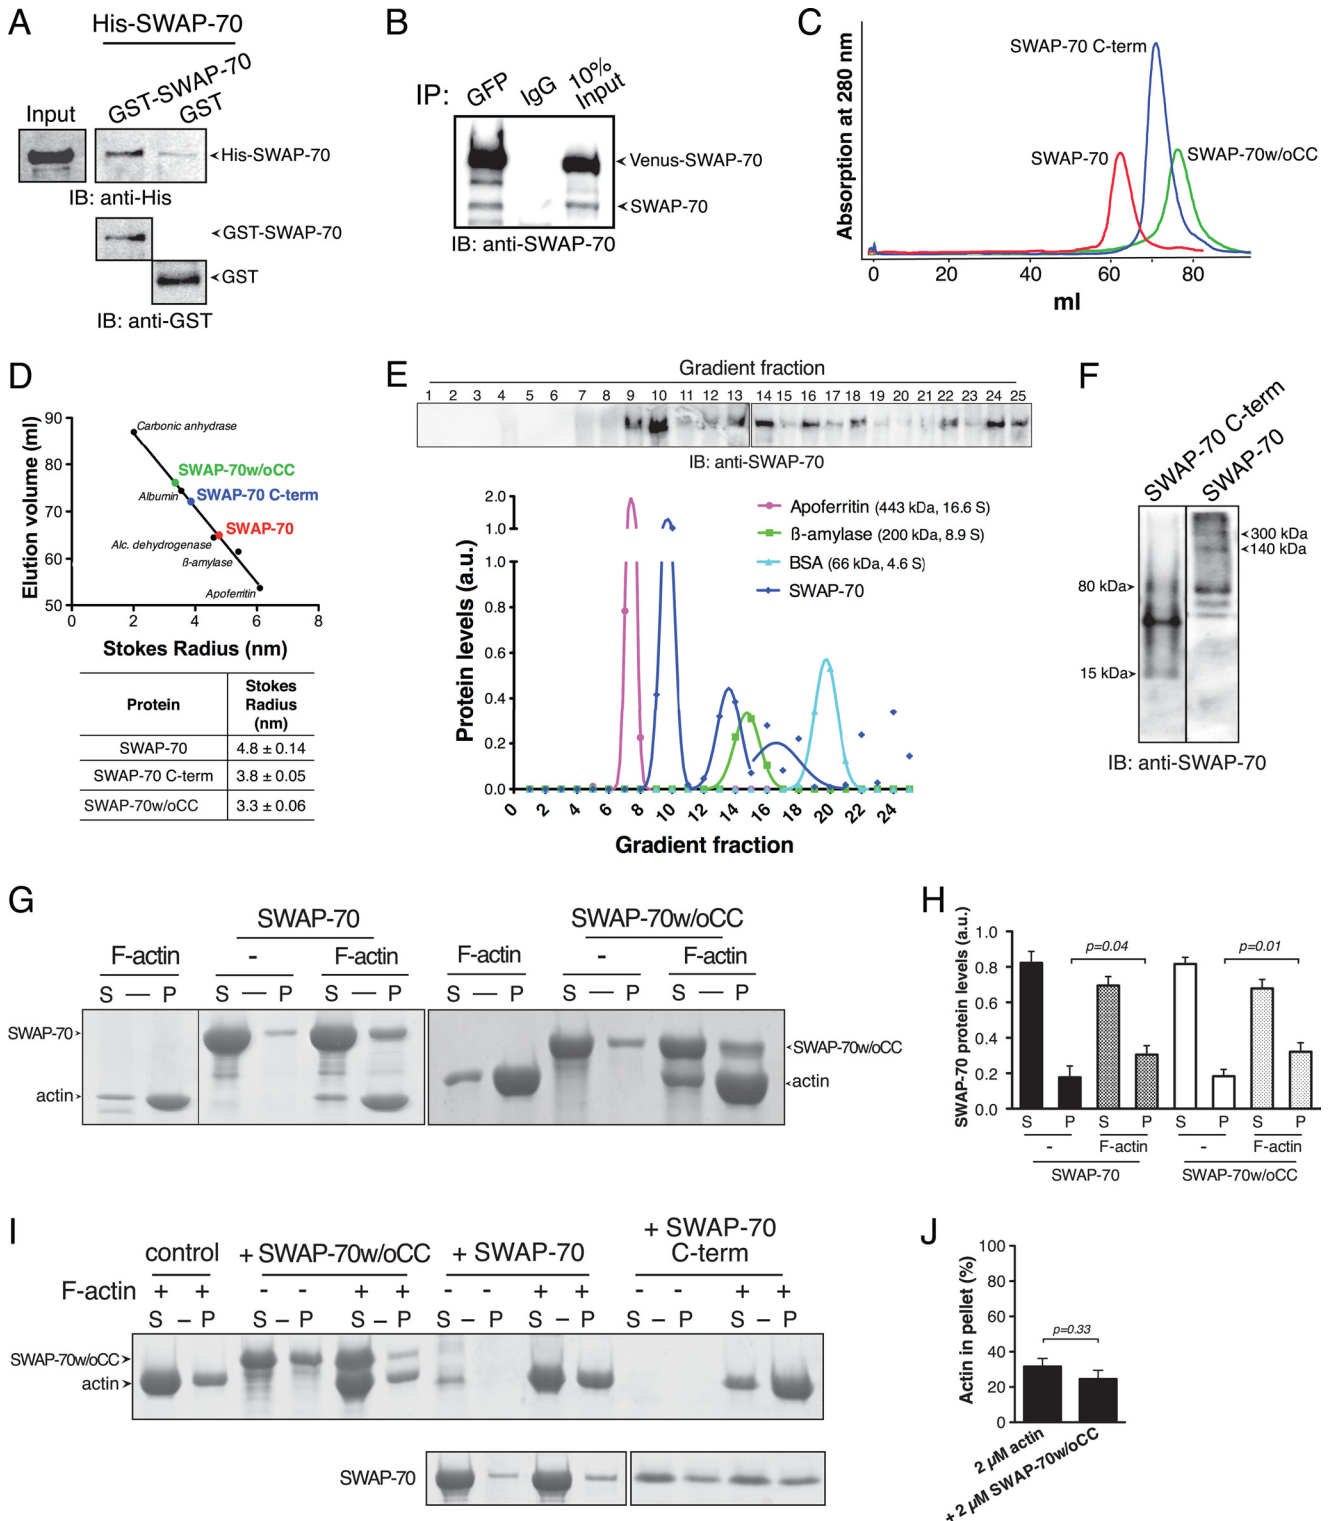 A
His-SWAP-70
Input
GST-SWAP-70
GST
His-SWAP-70
IB: anti-His
GST-SWAP-70
GST
IB: anti-GST
B
IP:
GFP
IgG
10%
Input
Venus-SWAP-70
SWAP-70
IB: anti-SWAP-70
C
Absorption at 280 nm
SWAP-70 C-term
SWAP-70
SWAP-70w/oCC
0 20 40 60 80
ml
D
Elution volume (ml)
90
80
70
60
50
Carbonic anhydrase
SWAP-70w/oCC
Albumin
SWAP-70 C-term
SWAP-70
Alc. dehydrogenase
ß-amylase
Apoferritin
0 2 4 6 8
Stokes Radius (nm)
Protein Stokes Radius (nm)
SWAP-70 4.8 ± 0.14
SWAP-70 C-term 3.8 ± 0.05
SWAP-70w/oCC 3.3 ± 0.06
E
Gradient fraction
1 2 3 4 5 6 7 8 9 10 11 12 13 14 15 16 17 18 19 20 21 22 23 24 25
IB: anti-SWAP-70
Protein levels (a.u.)
2.0
1.0
1.0
0.8
0.6
0.4
0.2
0.0
Apoferritin (443 kDa, 16.6 S)
ß-amylase (200 kDa, 8.9 S)
BSA (66 kDa, 4.6 S)
SWAP-70
0 2 4 6 8 10 12 14 16 18 20 22 24
Gradient fraction
F
SWAP-70 C-term
SWAP-70
300 kDa
140 kDa
80 kDa
15 kDa
IB: anti-SWAP-70
G
SWAP-70
SWAP-70w/oCC
F-actin - F-actin
F-actin - F-actin
S — P S — P S — P
S — P S — P S — P
SWAP-70
actin
SWAP-70w/oCC
actin
H
SWAP-70 protein levels (a.u.)
1.0
0.8
0.6
0.4
0.2
0.0
p=0.04
p=0.01
S P S P S P S P
- F-actin - F-actin
SWAP-70 SWAP-70w/oCC
I
control + SWAP-70w/oCC + SWAP-70
+ SWAP-70
C-term
F-actin + + - - + + - - + + - - + +
S – P S – P S – P S – P S – P S – P S – P
SWAP-70w/oCC
actin
SWAP-70
J
Actin in pellet (%)
100
80
60
40
20
0
p=0.33
2 µM actin
+ 2 µM SWAP-70w/oCC